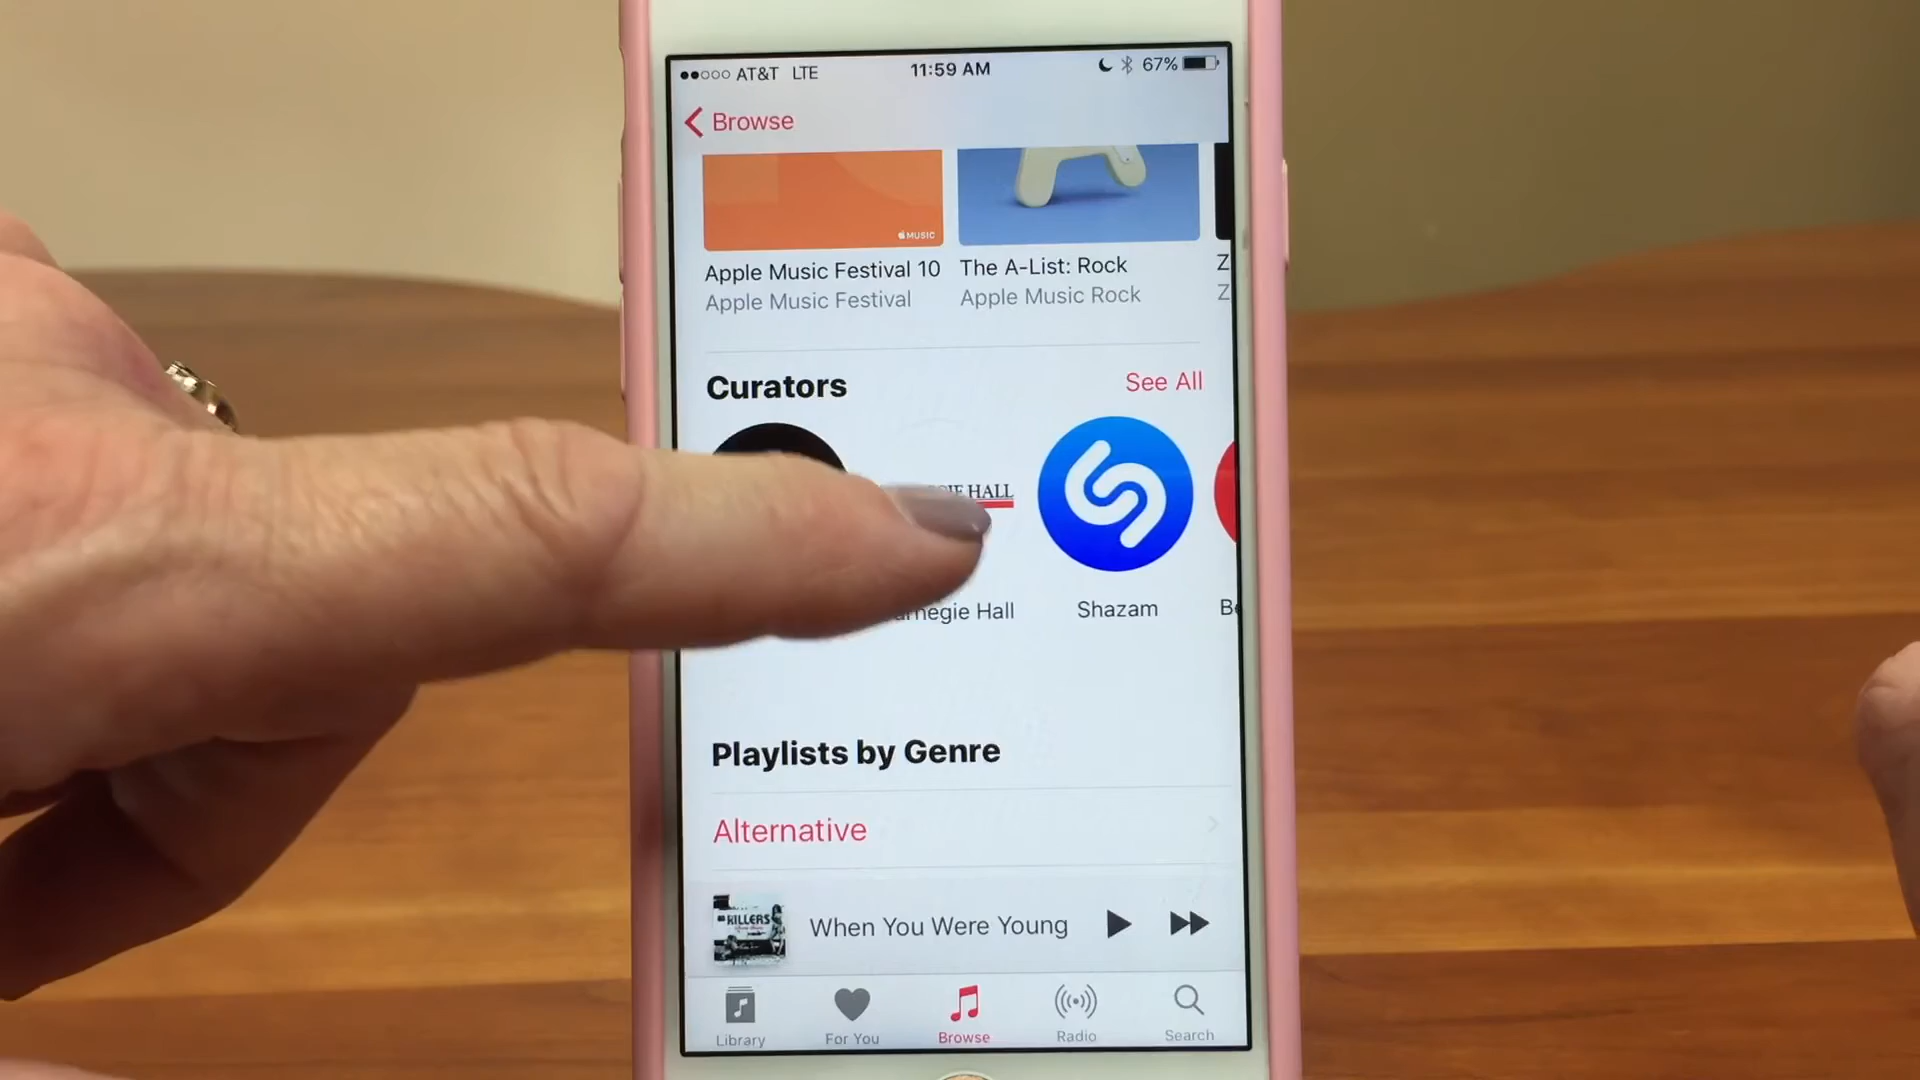 AT&T LTE 11:59 AM 67%
Browse
MUSIC
Apple Music Festival 10
Apple Music Festival
The A-List: Rock
Apple Music Rock
Z
Z
Curators See All
HALL
Hall
Shazam
Playlists by Genre
Alternative
KILLERS
When You Were Young
Library
For You
Browse
Radio
Search